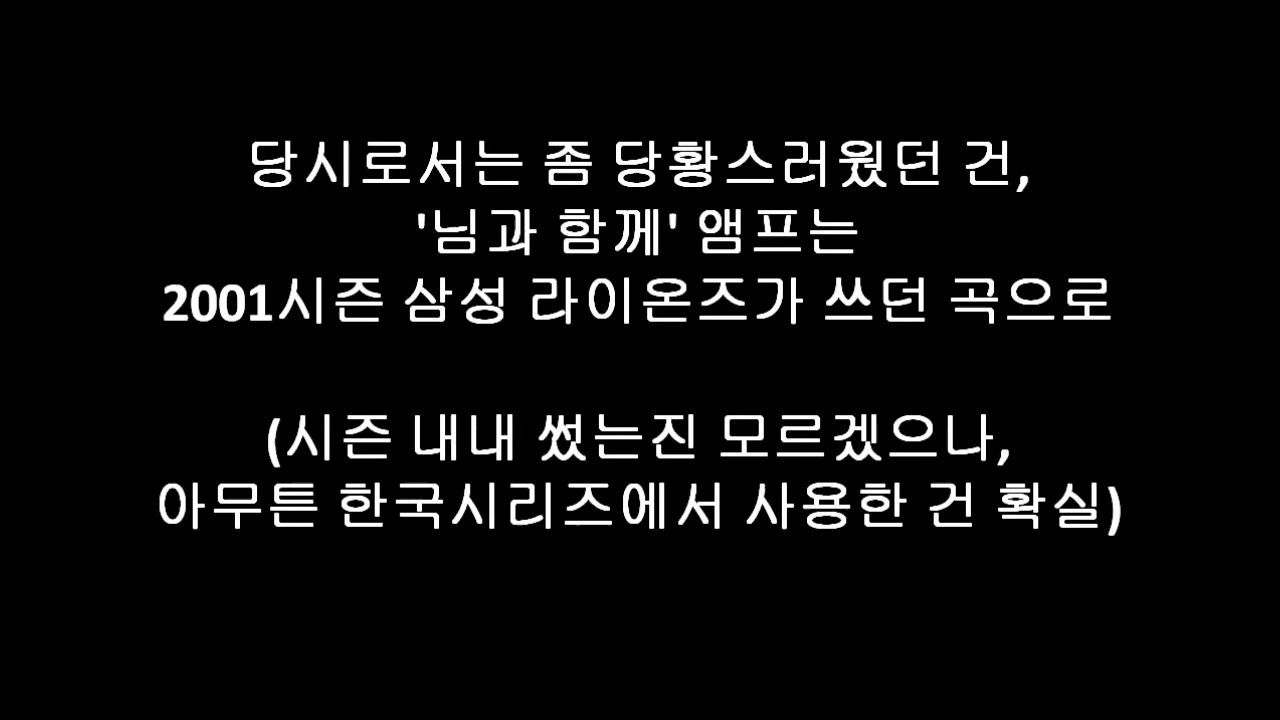 당시로서는 좀 당황스러웠던 건,
'님과 함께' 앰프는
2001시즌 삼성 라이온즈가 쓰던 곡으로
(시즌 내내 썼는진 모르겠으나,
아무튼 한국시리즈에서 사용한 건 확실)